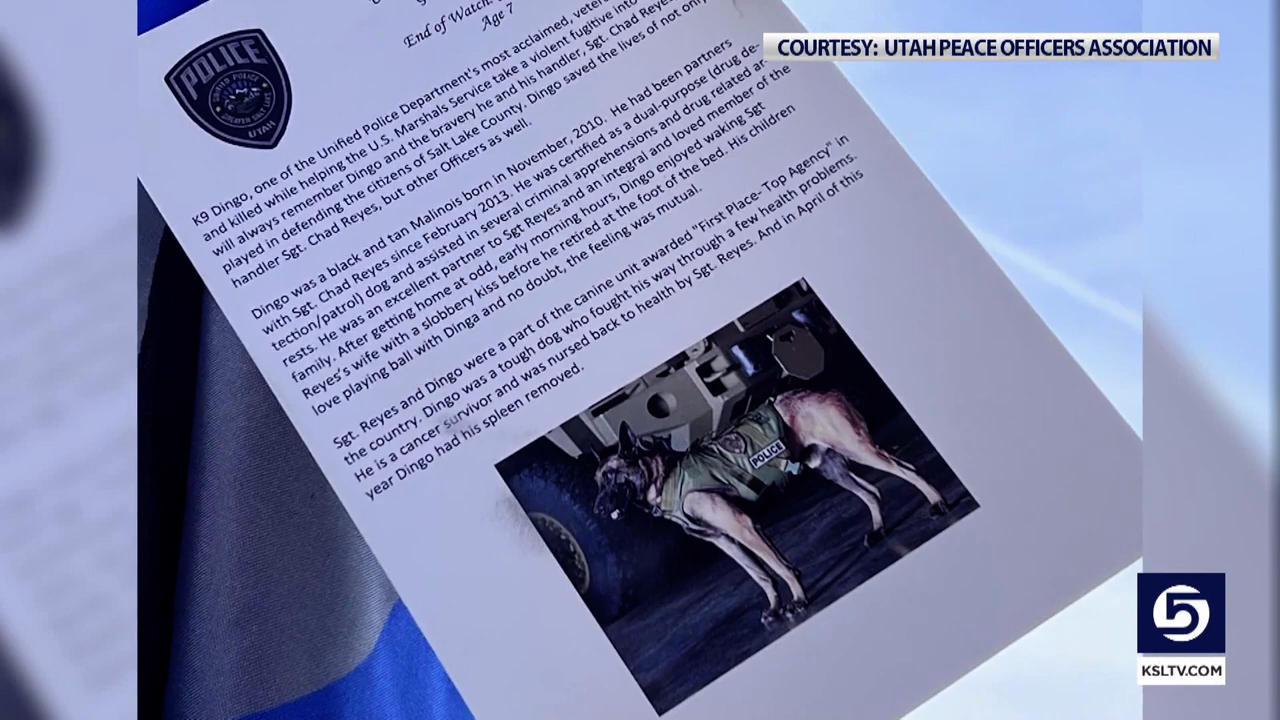 COURTESY: UTAH PEACE OFFICERS ASSOCIATION
End of Watch:
Age 7
POLICE
UNIFIED POLICE
GREATER SALT LAKE
UTAH
K9 Dingo, one of the Unified Police Department's most acclaimed,
and killed while helping the U.S. Marshals Service take a violent fugitive into
will always remember Dingo and the bravery he and his handler, Sgt. Chad Reyes
played in defending the citizens of Salt Lake County. Dingo saved the lives of not only
handler Sgt. Chad Reyes, but other Officers as well.
Dingo was a black and tan Malinois born in November, 2010. He had been partners
with Sgt. Chad Reyes since February 2013. He was certified as a dual-purpose (drug de-
tection/patrol) dog and assisted in several criminal apprehensions and drug related ar-
rests. He was an excellent partner to Sgt Reyes and an integral and loved member of the
family. After getting home at odd, early morning hours, Dingo enjoyed waking Sgt
Reyes's wife with a slobbery kiss before he retired at the foot of the bed. His children
love playing ball with Dinga and no doubt, the feeling was mutual.
Sgt. Reyes and Dingo were a part of the canine unit awarded "First Place- Top Agency" in
the country. Dingo was a tough dog who fought his way through a few health problems.
He is a cancer survivor and was nursed back to health by Sgt. Reyes. And in April of this
year Dingo had his spleen removed.
POLICE
5
KSLTV.COM